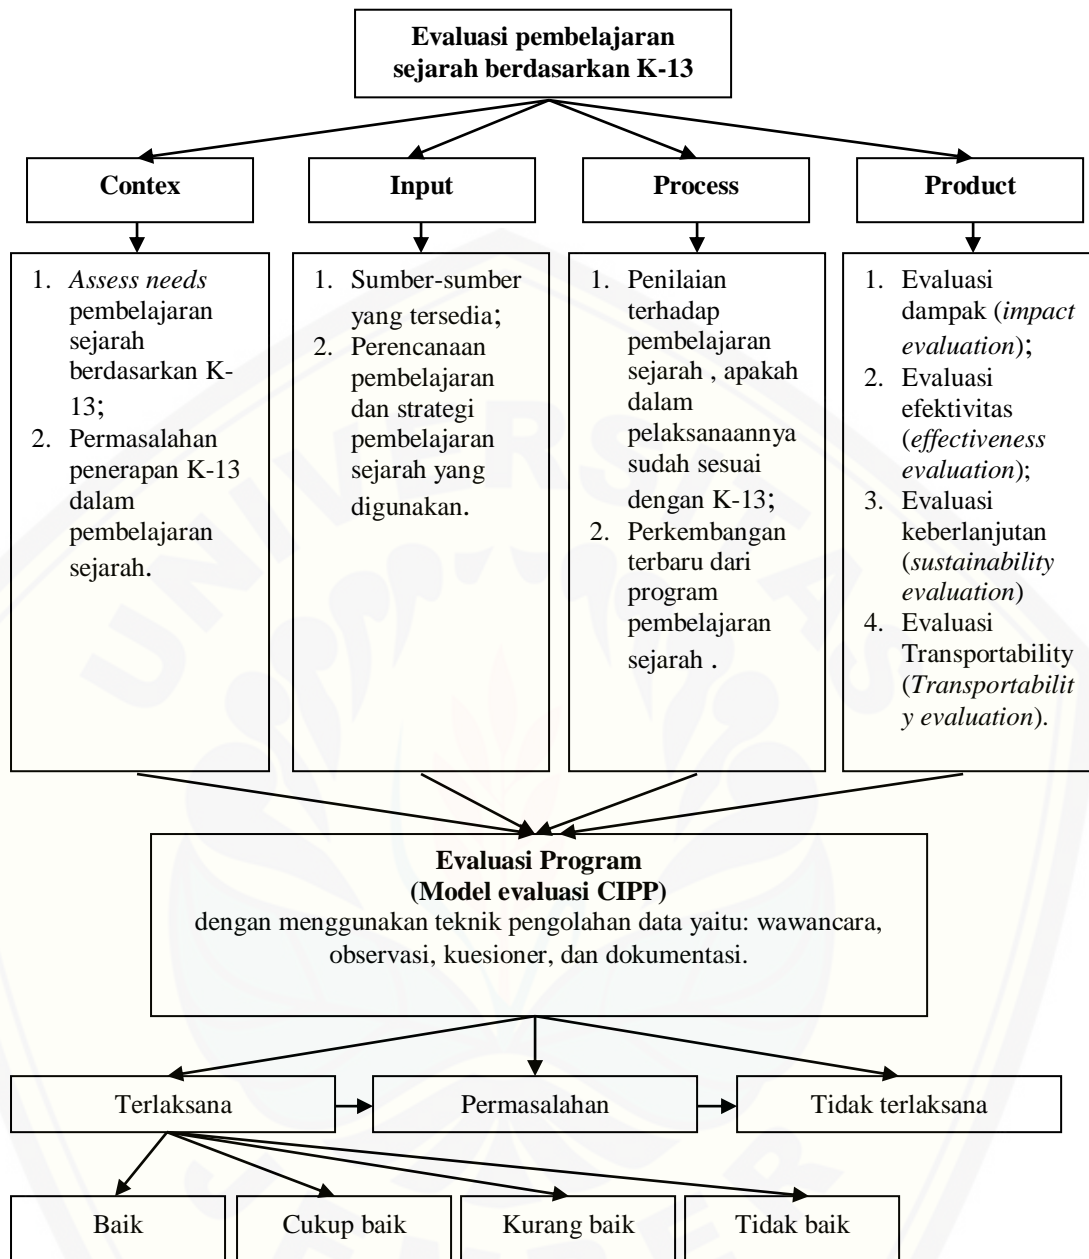 Evaluasi pembelajaran
sejarah berdasarkan K-13
Contex
Input
Process
Product
1. Assess needs
pembelajaran
sejarah
berdasarkan K-
13;
2. Permasalahan
penerapan K-13
dalam
pembelajaran
sejarah.
1. Sumber-sumber
yang tersedia;
2. Perencanaan
pembelajaran
dan strategi
pembelajaran
sejarah yang
digunakan.
1. Penilaian
terhadap
pembelajaran
sejarah , apakah
dalam
pelaksanaannya
sudah sesuai
dengan K-13;
2. Perkembangan
terbaru dari
program
pembelajaran
sejarah .
1. Evaluasi
dampak (impact
evaluation);
2. Evaluasi
efektivitas
(effectiveness
evaluation);
3. Evaluasi
keberlanjutan
(sustainability
evaluation)
4. Evaluasi
Transportability
(Transportabilit
y evaluation).
Evaluasi Program
(Model evaluasi CIPP)
dengan menggunakan teknik pengolahan data yaitu: wawancara,
observasi, kuesioner, dan dokumentasi.
Terlaksana
Permasalahan
Tidak terlaksana
Baik
Cukup baik
Kurang baik
Tidak baik
UNIVERSITAS